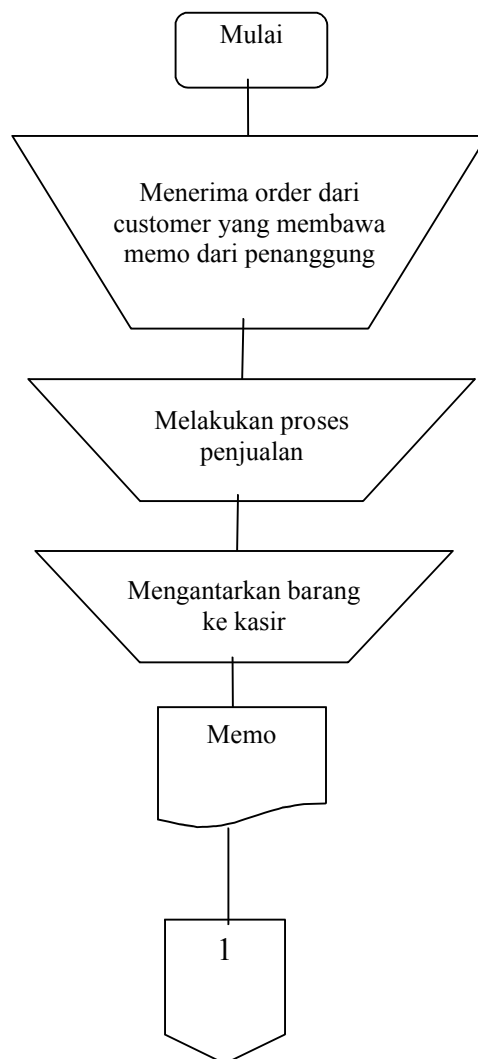 Mulai
Menerima order dari
customer yang membawa
memo dari penanggung
Melakukan proses
penjualan
Mengantarkan barang
ke kasir
Memo
1